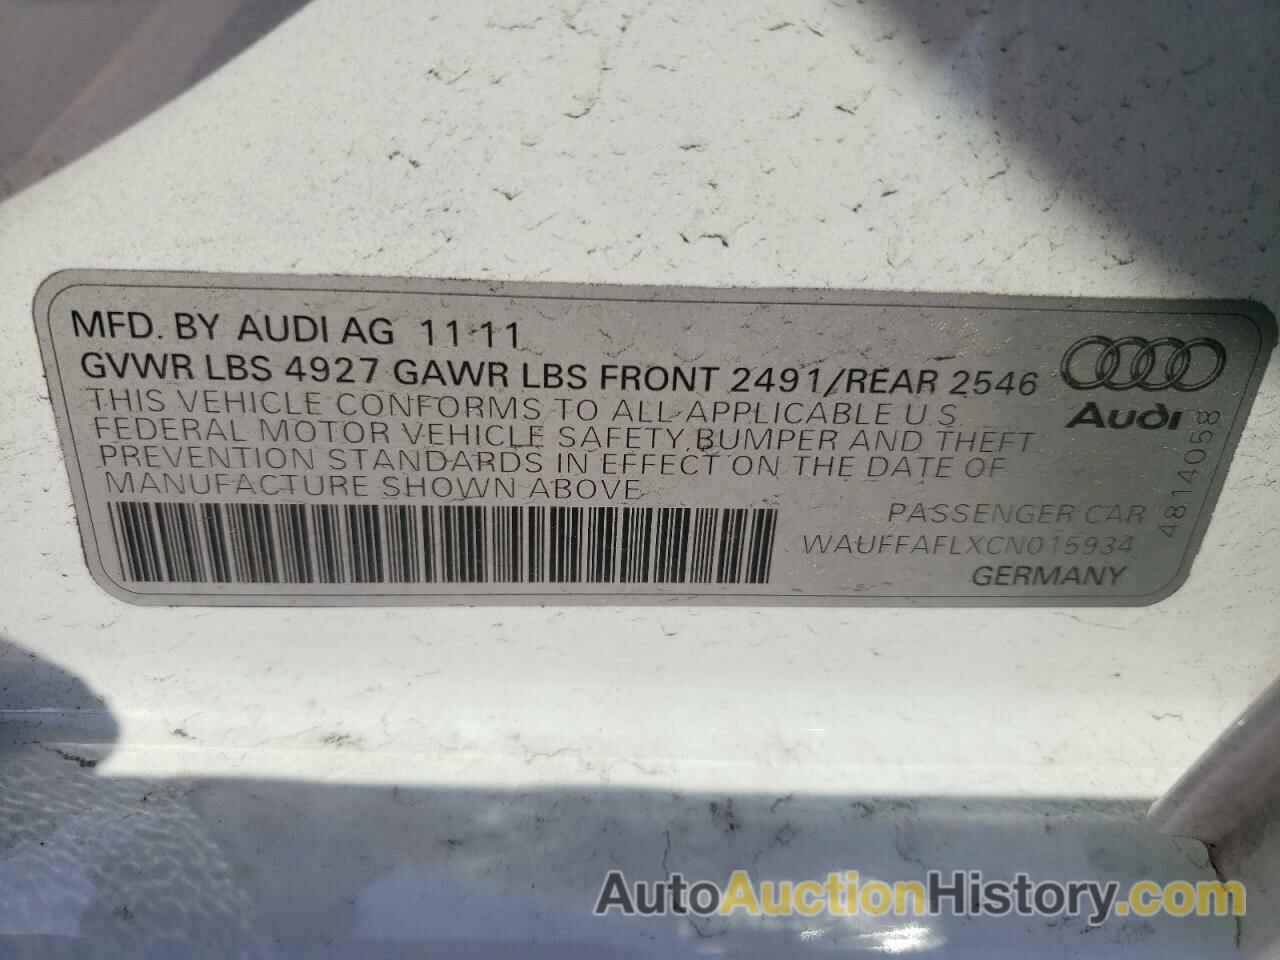 MFD. BY AUDI AG 11-11
GVWR LBS 4927 GAWR LBS FRONT 2491/REAR 2546
THIS VEHICLE CONFORMS TO ALL APPLICABLE U.S.
FEDERAL MOTOR VEHICLE SAFETY, BUMPER AND THEFT
PREVENTION STANDARDS IN EFFECT ON THE DATE OF
MANUFACTURE SHOWN ABOVE
Audi
48140058
PASSENGER CAR
WAUFFAFLXCN015934
GERMANY
AutoAuctionHistory.com